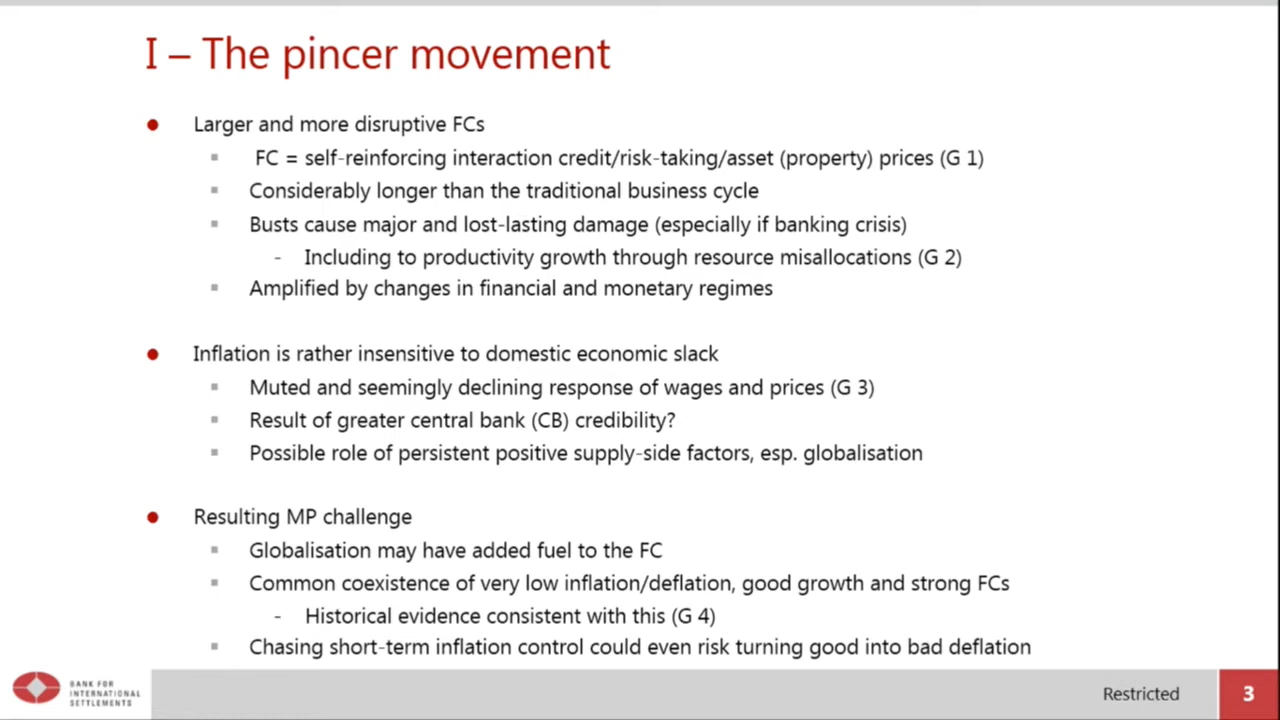 I – The pincer movement
● Larger and more disruptive FCs
▪ FC = self-reinforcing interaction credit/risk-taking/asset (property) prices (G 1)
▪ Considerably longer than the traditional business cycle
▪ Busts cause major and lost-lasting damage (especially if banking crisis)
- Including to productivity growth through resource misallocations (G 2)
▪ Amplified by changes in financial and monetary regimes
● Inflation is rather insensitive to domestic economic slack
▪ Muted and seemingly declining response of wages and prices (G 3)
▪ Result of greater central bank (CB) credibility?
▪ Possible role of persistent positive supply-side factors, esp. globalisation
● Resulting MP challenge
▪ Globalisation may have added fuel to the FC
▪ Common coexistence of very low inflation/deflation, good growth and strong FCs
- Historical evidence consistent with this (G 4)
▪ Chasing short-term inflation control could even risk turning good into bad deflation
BANK FOR
INTERNATIONAL
SETTLEMENTS
Restricted
3